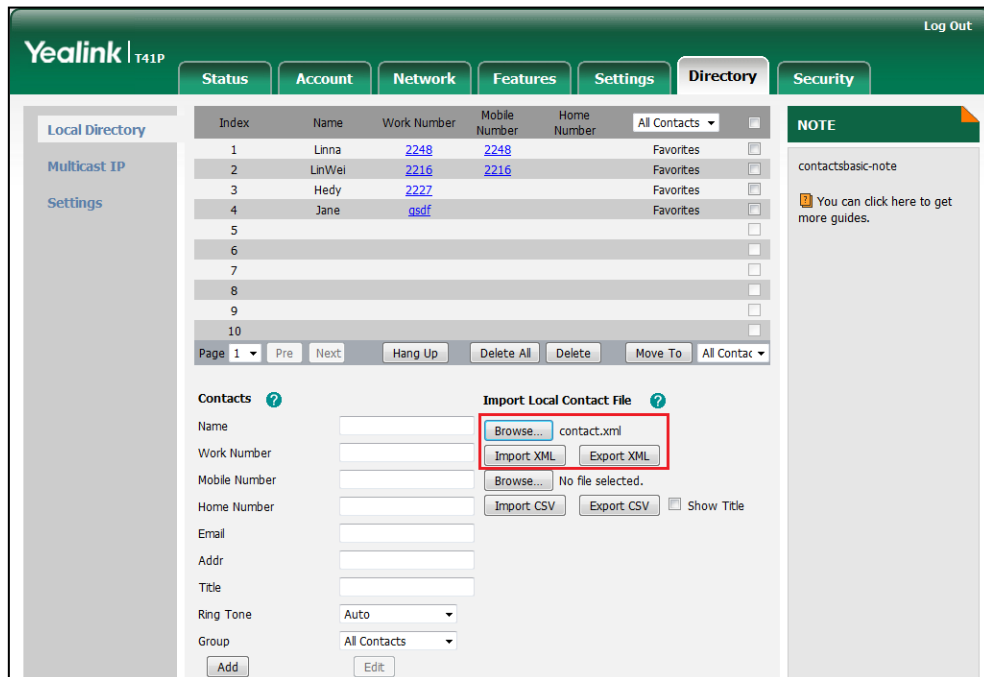 Log Out
Yealink T41P
Status Account Network Features Settings Directory Security
Local Directory
Multicast IP
Settings
Index Name Work Number Mobile Number Home Number All Contacts
1 Linna 2248 2248 Favorites
2 LinWei 2216 2216 Favorites
3 Hedy 2227 Favorites
4 Jane qsdf Favorites
5
6
7
8
9
10
Page 1 Pre Next Hang Up Delete All Delete Move To All Contac
NOTE
contactsbasic-note
You can click here to get
more guides.
Contacts ?
Name
Work Number
Mobile Number
Home Number
Email
Addr
Title
Ring Tone Auto
Group All Contacts
Add Edit
Import Local Contact File ?
Browse... contact.xml
Import XML Export XML
Browse... No file selected.
Import CSV Export CSV Show Title